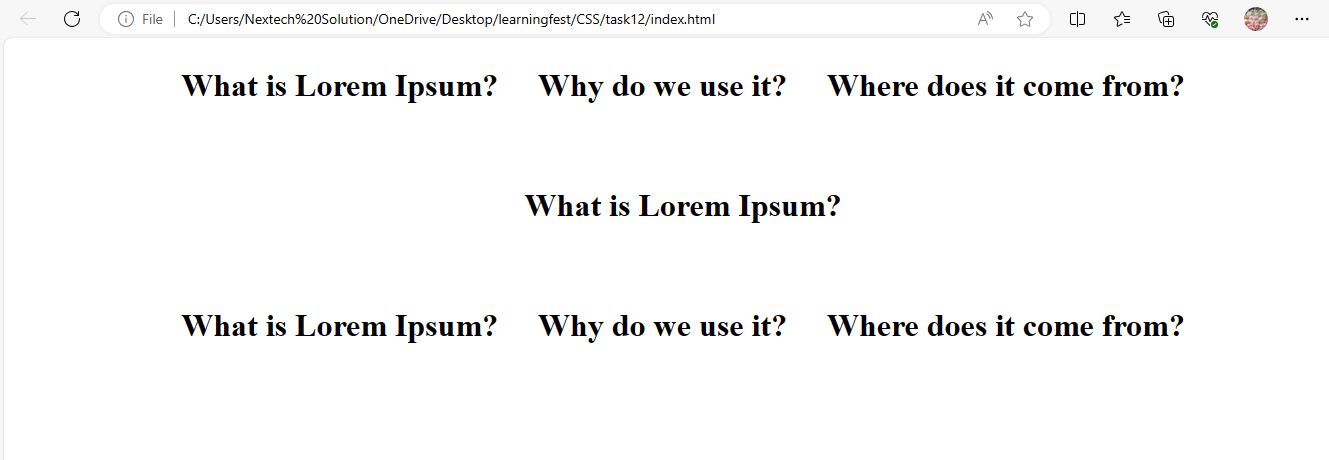 File C:/Users/Nextech%20Solution/OneDrive/Desktop/learningfest/CSS/task12/index.html
What is Lorem Ipsum? Why do we use it? Where does it come from?
What is Lorem Ipsum?
What is Lorem Ipsum? Why do we use it? Where does it come from?